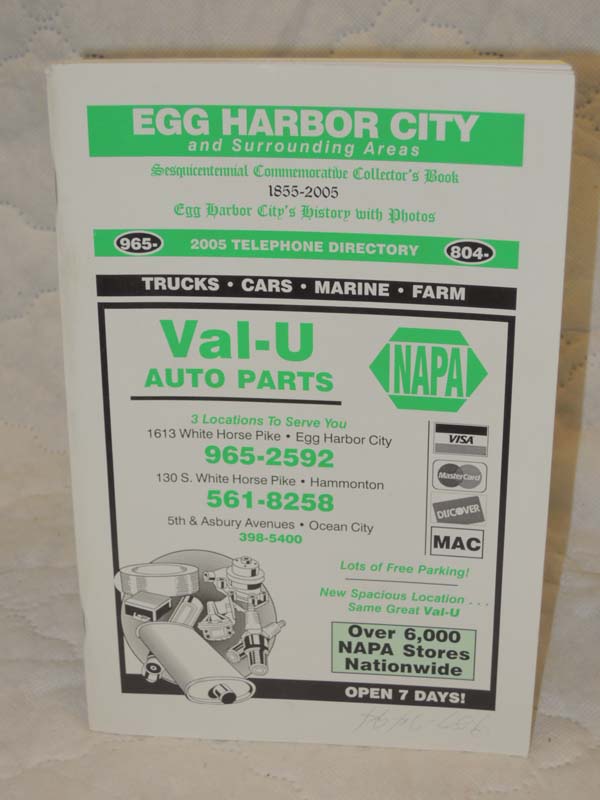 EGG HARBOR CITY
and Surrounding Areas
Sesquicentennial Commemorative Collector's Book
1855-2005
Egg Harbor City's History with Photos
965-
2005 TELEPHONE DIRECTORY
804-
TRUCKS • CARS • MARINE • FARM
Val-U
AUTO PARTS
NAPA
3 Locations To Serve You
1613 White Horse Pike • Egg Harbor City
965-2592
130 S. White Horse Pike • Hammonton
561-8258
5th & Asbury Avenues • Ocean City
398-5400
VISA
MasterCard
DISCOVER
MAC
Lots of Free Parking!
New Spacious Location . . .
Same Great Val-U
Over 6,000
NAPA Stores
Nationwide
OPEN 7 DAYS!